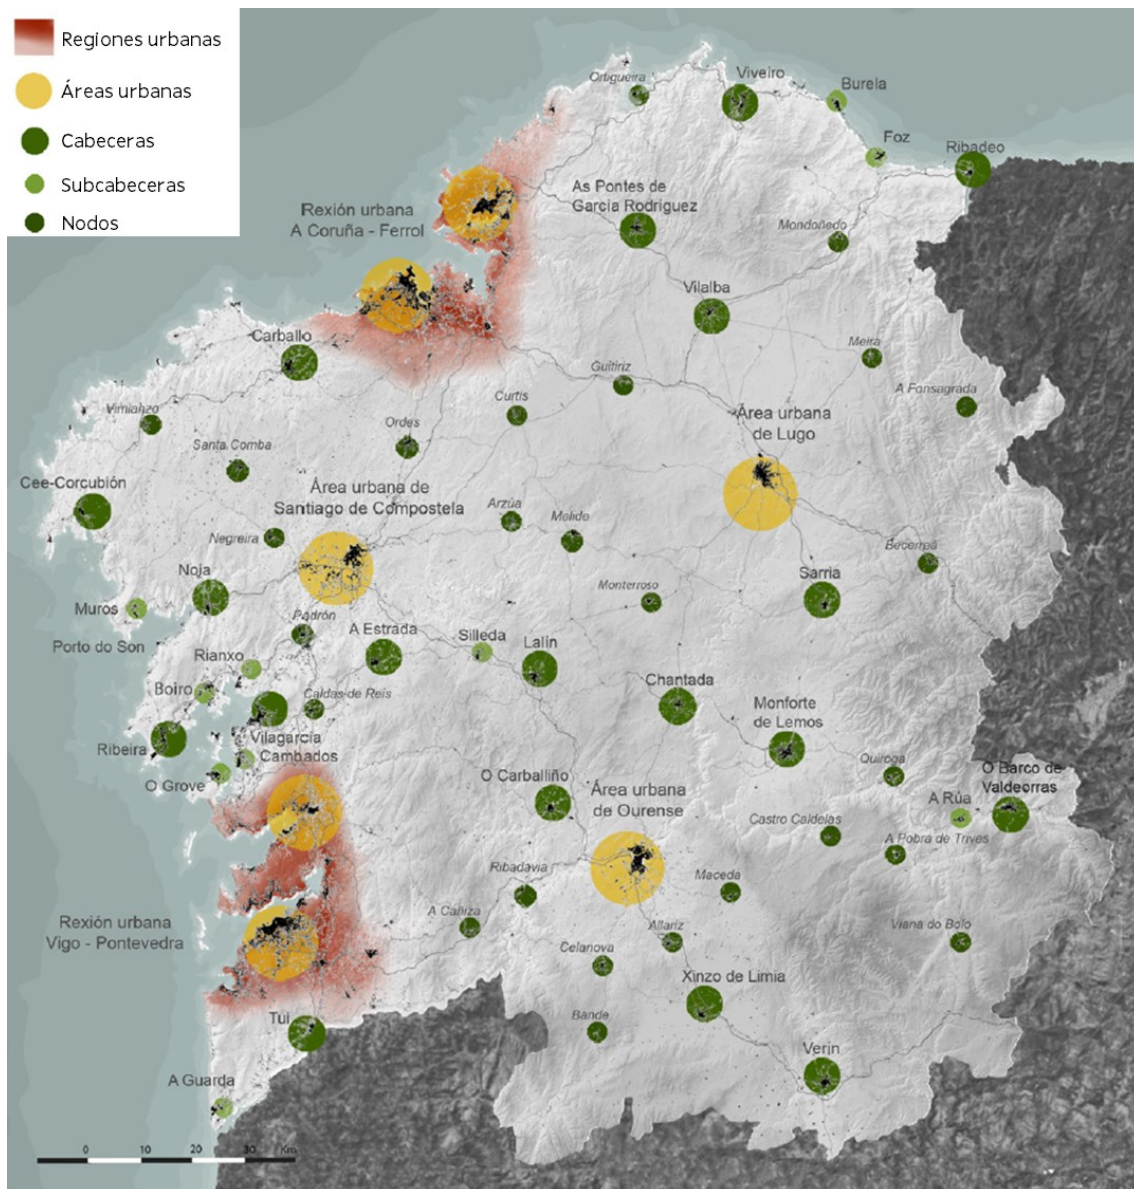 Regiones urbanas
Áreas urbanas
Cabeceras
Subcabeceras
Nodos
Ortigueira
Viveiro
Burela
Foz
Ribadeo
As Pontes de
García Rodríguez
Rexión urbana
A Coruña - Ferrol
Mondoñedo
Vilalba
Carballo
Meira
Guitiriz
A Fonsagrada
Curtis
Vimianzo
Área urbana
de Lugo
Ordes
Santa Comba
Cee-Corcubión
Área urbana de
Santiago de Compostela
Arzúa
Melide
Negreira
Becerreá
Noja
Sarria
Monterroso
Muros
Padrón
A Estrada
Silleda
Lalín
Porto do Son
Rianxo
Chantada
Boiro
Caldas de Reis
Monforte
de Lemos
Vilagarcía
Ribeira
Cambados
Quiroga
O Barco de
Valdeorras
O Grove
O Carballiño
Área urbana
de Ourense
A Rúa
Castro Caldelas
A Pobra de Trives
Ribadavia
Maceda
A Cañiza
Rexión urbana
Vigo - Pontevedra
Allariz
Viana do Bolo
Celanova
Xinzo de Limia
Tui
Bande
Verín
A Guarda
0 10 20 30 Km